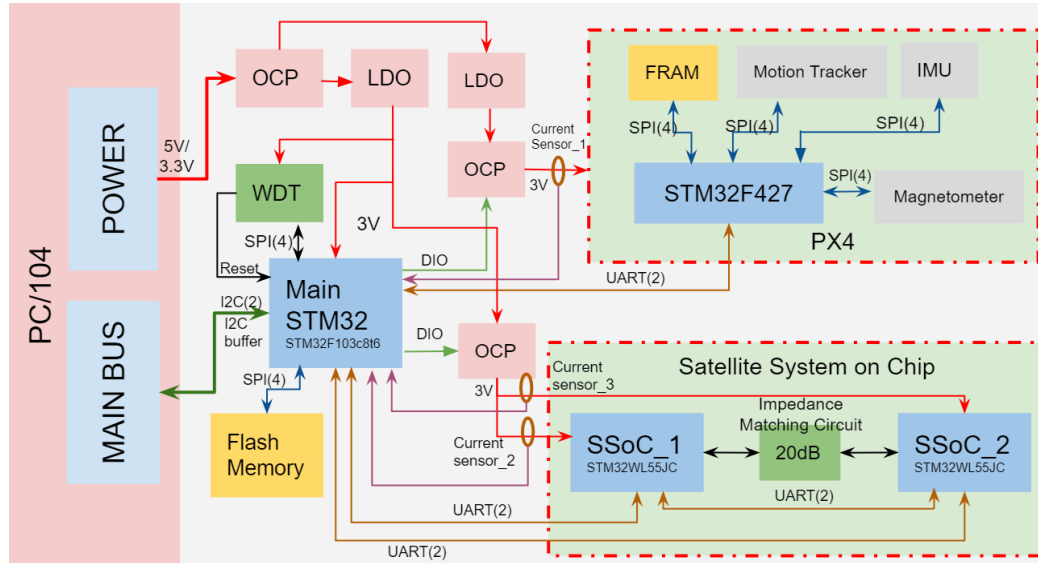 PC/104
POWER
MAIN BUS
5V/
3.3V
OCP
LDO
LDO
OCP
WDT
SPI(4)
Reset
3V
I2C(2)
I2C
buffer
Main
STM32
STM32F103c8t6
DIO
DIO
SPI(4)
Flash
Memory
Current
Sensor_1
3V
UART(2)
FRAM
Motion Tracker
IMU
SPI(4)
SPI(4)
SPI(4)
STM32F427
SPI(4)
Magnetometer
PX4
OCP
3V
Current
sensor_3
Current
sensor_2
Satellite System on Chip
Impedance
Matching Circuit
SSoC_1
STM32WL55JC
20dB
SSoC_2
STM32WL55JC
UART(2)
UART(2)
UART(2)